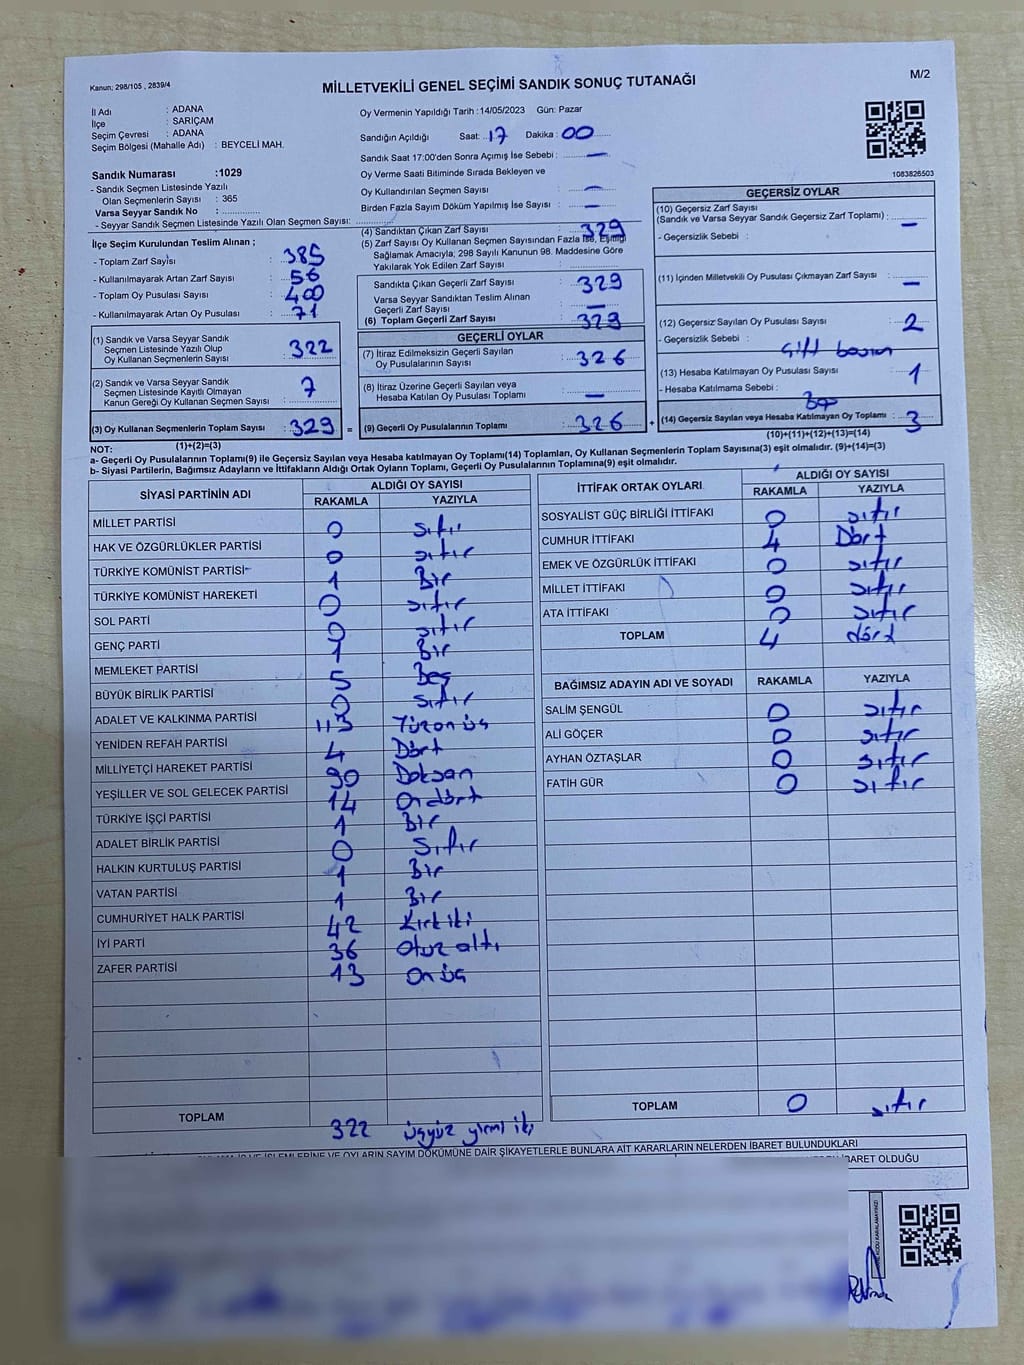 Kanun; 298/105 , 2839/4
MİLLETVEKİLİ GENEL SEÇİMİ SANDIK SONUÇ TUTANAĞI
M/2
İl Adı : ADANA
İlçe : SARIÇAM
Seçim Çevresi : ADANA
Seçim Bölgesi (Mahalle Adı) : BEYCELİ MAH.
Oy Vermenin Yapıldığı Tarih : 14/05/2023 Gün: Pazar
Sandığın Açıldığı Saat: 17 Dakika : 00
Sandık Saat 17:00'den Sonra Açımış İse Sebebi : —
Oy Verme Saati Bitiminde Sırada Bekleyen ve
Oy Kullandırılan Seçmen Sayısı : —
Birden Fazla Sayım Döküm Yapılmış İse Sayısı : —
1083826503
Sandık Numarası :1029
- Sandık Seçmen Listesinde Yazılı
Olan Seçmenlerin Sayısı : 365
Varsa Seyyar Sandık No :
- Seyyar Sandık Seçmen Listesinde Yazılı Olan Seçmen Sayısı:
İlçe Seçim Kurulundan Teslim Alınan ;
- Toplam Zarf Sayısı : 385
- Kullanılmayarak Artan Zarf Sayısı : 56
- Toplam Oy Pusulası Sayısı : 400
- Kullanılmayarak Artan Oy Pusulası : 71
(1) Sandık ve Varsa Seyyar Sandık
Seçmen Listesinde Yazılı Olup
Oy Kullanan Seçmenlerin Sayısı : 322
(2) Sandık ve Varsa Seyyar Sandık
Seçmen Listesinde Kayıtlı Olmayan
Kanun Gereği Oy Kullanan Seçmen Sayısı : 7
(3) Oy Kullanan Seçmenlerin Toplam Sayısı : 329 =
(1)+(2)=(3)
(4) Sandıktan Çıkan Zarf Sayısı : 329
(5) Zarf Sayısı Oy Kullanan Seçmen Sayısından Fazla İse, Eşitliği
Sağlamak Amacıyla; 298 Sayılı Kanunun 98. Maddesine Göre
Yakılarak Yok Edilen Zarf Sayısı :
Sandıkta Çıkan Geçerli Zarf Sayısı : 329
Varsa Seyyar Sandıktan Teslim Alınan
Geçerli Zarf Sayısı : —
(6) Toplam Geçerli Zarf Sayısı : 329
GEÇERLİ OYLAR
(7) İtiraz Edilmeksizin Geçerli Sayılan
Oy Pusulalarının Sayısı : 326
(8) İtiraz Üzerine Geçerli Sayılan veya
Hesaba Katılan Oy Pusulası Toplamı : —
(9) Geçerli Oy Pusulalarının Toplamı : 326 +
GEÇERSİZ OYLAR
(10) Geçersiz Zarf Sayısı
(Sandık ve Varsa Seyyar Sandık Geçersiz Zarf Toplamı) : —
- Geçersizlik Sebebi :
(11) İçinden Milletvekili Oy Pusulası Çıkmayan Zarf Sayısı : —
(12) Geçersiz Sayılan Oy Pusulası Sayısı : 2
- Geçersizlik Sebebi : Çift basım
(13) Hesaba Katılmayan Oy Pusulası Sayısı : 1
- Hesaba Katılmama Sebebi : Boş
(14) Geçersiz Sayılan veya Hesaba Katılmayan Oy Toplamı : 3
(10)+(11)+(12)+(13)=(14)
NOT:
a- Geçerli Oy Pusulalarının Toplamı(9) ile Geçersiz Sayılan veya Hesaba katılmayan Oy Toplamı(14) Toplamları, Oy Kullanan Seçmenlerin Toplam Sayısına(3) eşit olmalıdır. (9)+(14)=(3)
b- Siyasi Partilerin, Bağımsız Adayların ve İttifakların Aldığı Ortak Oyların Toplamı, Geçerli Oy Pusulalarının Toplamına(9) eşit olmalıdır.
SİYASİ PARTİNİN ADI ALDIĞI OY SAYISI
RAKAMLA YAZIYLA
MİLLET PARTİSİ 0 sıfır
HAK VE ÖZGÜRLÜKLER PARTİSİ 0 sıfır
TÜRKİYE KOMÜNİST PARTİSİ 1 Bir
TÜRKİYE KOMÜNİST HAREKETİ 0 sıfır
SOL PARTİ 0 sıfır
GENÇ PARTİ 1 Bir
MEMLEKET PARTİSİ 5 Beş
BÜYÜK BİRLİK PARTİSİ 0 sıfır
ADALET VE KALKINMA PARTİSİ 113 Yüzonüç
YENİDEN REFAH PARTİSİ 4 Dört
MİLLİYETÇİ HAREKET PARTİSİ 90 Doksan
YEŞİLLER VE SOL GELECEK PARTİSİ 14 Ondört
TÜRKİYE İŞÇİ PARTİSİ 1 Bir
ADALET BİRLİK PARTİSİ 0 Sıfır
HALKIN KURTULUŞ PARTİSİ 1 Bir
VATAN PARTİSİ 1 Bir
CUMHURİYET HALK PARTİSİ 42 Kırk iki
İYİ PARTİ 36 Otuz altı
ZAFER PARTİSİ 13 On üç
TOPLAM 322 üçyüz yirmi iki
İTTİFAK ORTAK OYLARI ALDIĞI OY SAYISI
RAKAMLA YAZIYLA
SOSYALİST GÜÇ BİRLİĞİ İTTİFAKI 0 sıfır
CUMHUR İTTİFAKI 4 Dört
EMEK VE ÖZGÜRLÜK İTTİFAKI 0 sıfır
MİLLET İTTİFAKI 0 sıfır
ATA İTTİFAKI 0 sıfır
TOPLAM 4 dört
BAĞIMSIZ ADAYIN ADI VE SOYADI RAKAMLA YAZIYLA
SALİM ŞENGÜL 0 sıfır
ALİ GÖÇER 0 sıfır
AYHAN ÖZTAŞLAR 0 sıfır
FATİH GÜR 0 sıfır
TOPLAM 0 sıfır
İŞLEMLERİNE VE OYLARIN SAYIM DÖKÜMÜNE DAİR ŞİKAYETLERLE BUNLARA AİT KARARLARIN NELERDEN İBARET BULUNDUKLARI
İBARET OLDUĞU